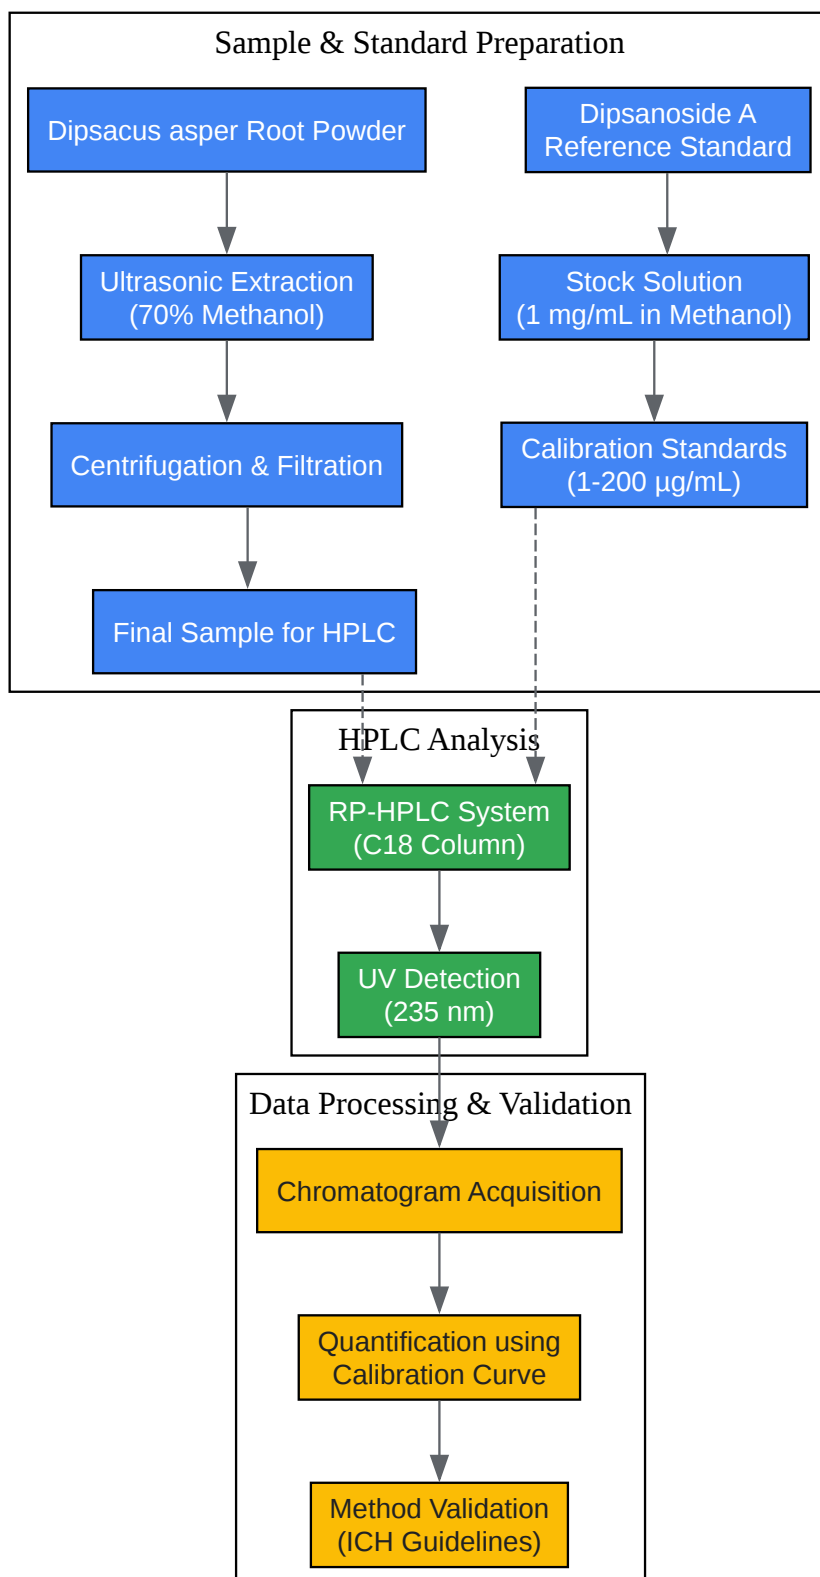 Sample & Standard Preparation
Dipsacus asper Root Powder
Ultrasonic Extraction
(70% Methanol)
Centrifugation & Filtration
Final Sample for HPLC
Dipsanoside A
Reference Standard
Stock Solution
(1 mg/mL in Methanol)
Calibration Standards
(1-200 µg/mL)
HPLC Analysis
RP-HPLC System
(C18 Column)
UV Detection
(235 nm)
Data Processing & Validation
Chromatogram Acquisition
Quantification using
Calibration Curve
Method Validation
(ICH Guidelines)